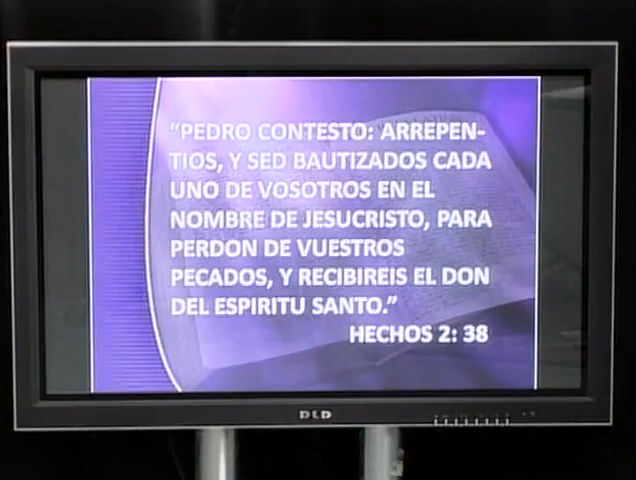 "PEDRO CONTESTO: ARREPEN-
TIOS, Y SED BAUTIZADOS CADA
UNO DE VOSOTROS EN EL
NOMBRE DE JESUCRISTO, PARA
PERDON DE VUESTROS
PECADOS, Y RECIBIREIS EL DON
DEL ESPIRITU SANTO."
HECHOS 2: 38
DLD